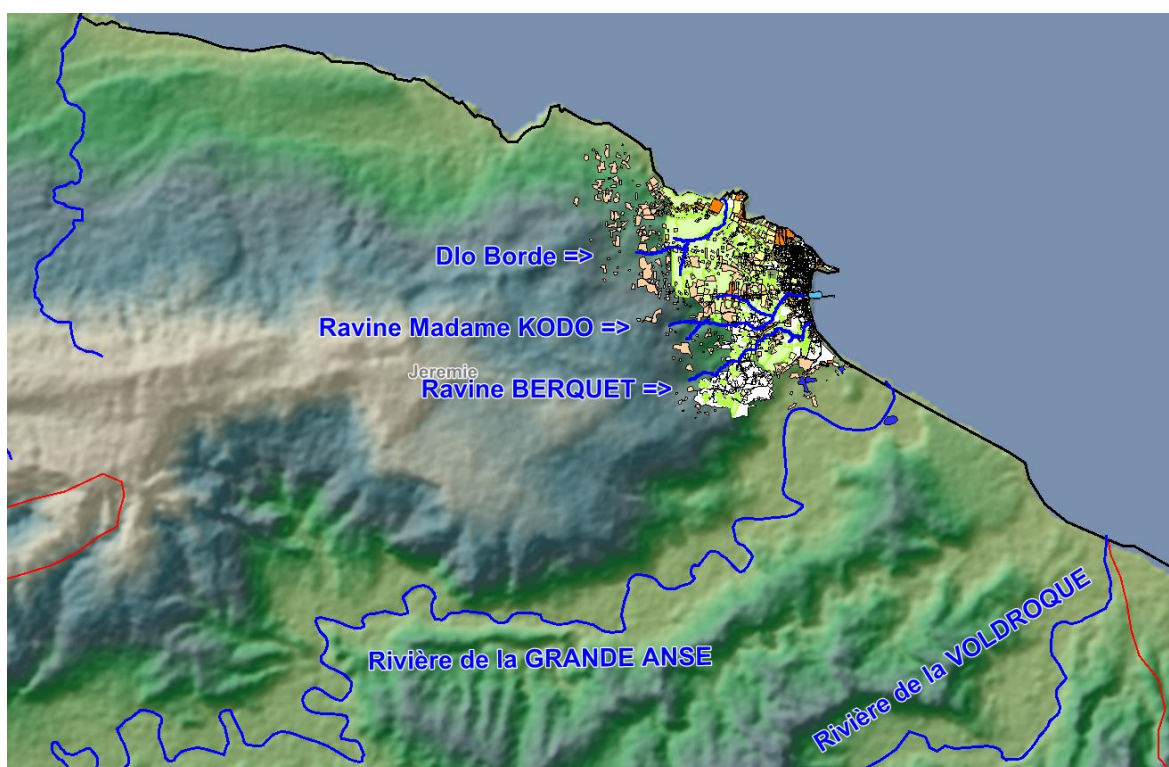 Dlo Borde =>
Ravine Madame KODO =>
Jeremie
Ravine BERQUET =>
Rivière de la GRANDE ANSE
Rivière de la VOLDROQUE